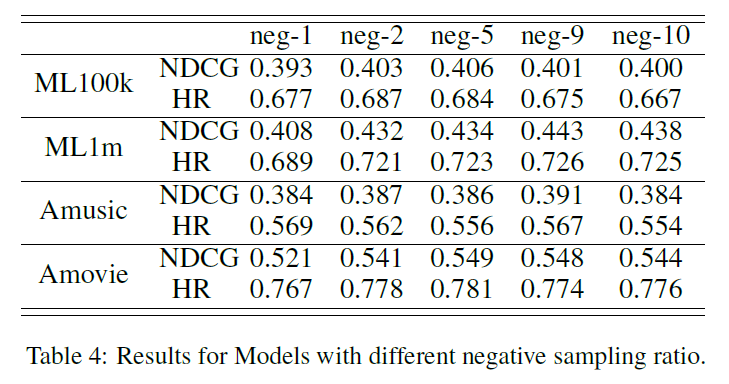 neg-1 neg-2 neg-5 neg-9 neg-10
ML100k NDCG 0.393 0.403 0.406 0.401 0.400
HR 0.677 0.687 0.684 0.675 0.667
ML1m NDCG 0.408 0.432 0.434 0.443 0.438
HR 0.689 0.721 0.723 0.726 0.725
Amusic NDCG 0.384 0.387 0.386 0.391 0.384
HR 0.569 0.562 0.556 0.567 0.554
Amovie NDCG 0.521 0.541 0.549 0.548 0.544
HR 0.767 0.778 0.781 0.774 0.776
Table 4: Results for Models with different negative sampling ratio.